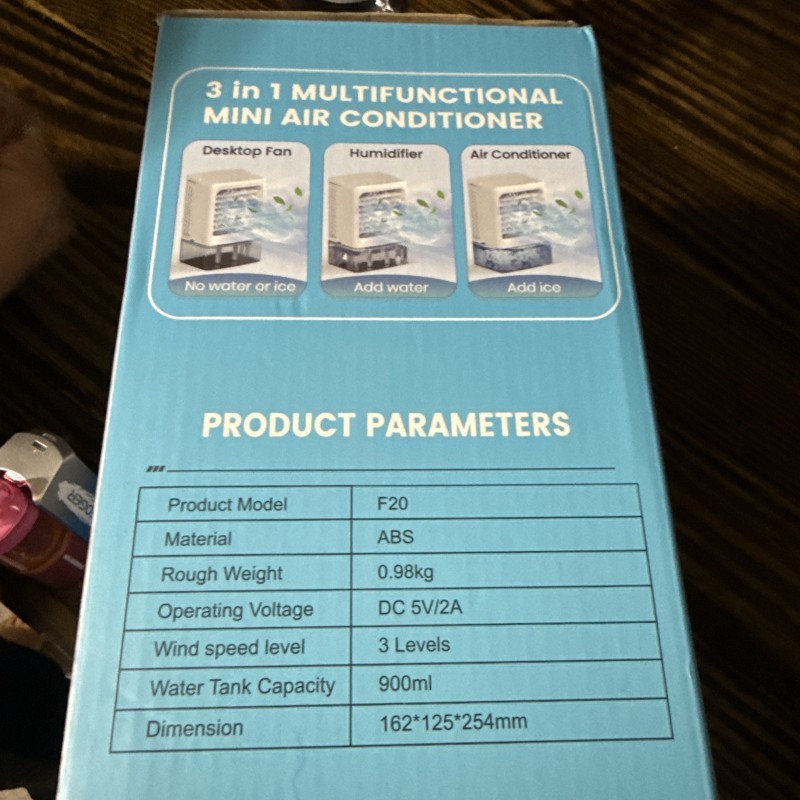 3 in 1 MULTIFUNCTIONAL
MINI AIR CONDITIONER
Desktop Fan
Humidifier
Air Conditioner
No water or ice
Add water
Add ice
PRODUCT PARAMETERS
Product Model F20
Material ABS
Rough Weight 0.98kg
Operating Voltage DC 5V/2A
Wind speed level 3 Levels
Water Tank Capacity 900ml
Dimension 162*125*254mm